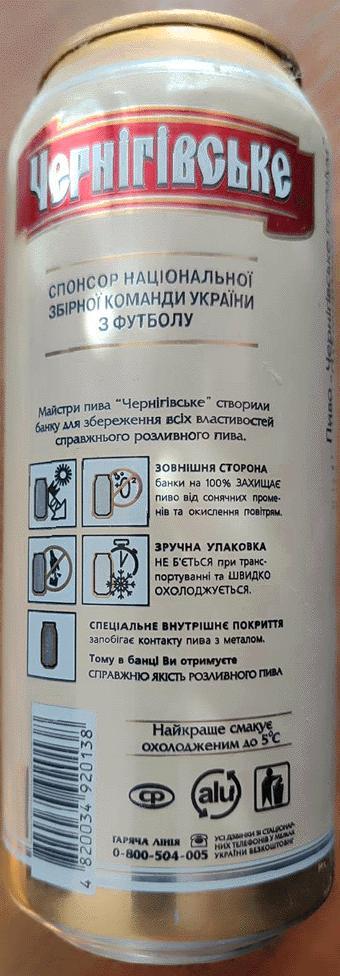 Чернігівське
СПОНСОР НАЦІОНАЛЬНОЇ
ЗБІРНОЇ КОМАНДИ УКРАЇНИ
З ФУТБОЛУ
Майстри пива “Чернігівське” створили
банку для збереження всіх властивостей
справжнього розливного пива.
ЗОВНІШНЯ СТОРОНА
банки на 100% ЗАХИЩАЄ
пиво від сонячних проме-
нів та окислення повітрям.
ЗРУЧНА УПАКОВКА
НЕ Б'ЄТЬСЯ при транс-
портуванні та ШВИДКО
ОХОЛОДЖУЄТЬСЯ.
СПЕЦІАЛЬНЕ ВНУТРІШНЄ ПОКРИТТЯ
запобігає контакту пива з металом.
Тому в банці Ви отримуєте
СПРАВЖНЮ ЯКІСТЬ РОЗЛИВНОГО ПИВА
Найкраще смакує
охолодженим до 5°C
alu
ГАРЯЧА ЛІНІЯ
0-800-504-005
УСІ ДЗВІНКИ ЗІ СТАЦІОНАР-
НИХ ТЕЛЕФОНІВ У МЕЖАХ
УКРАЇНИ БЕЗКОШТОВНІ
4 820034 920138
Пиво - Чернігівське